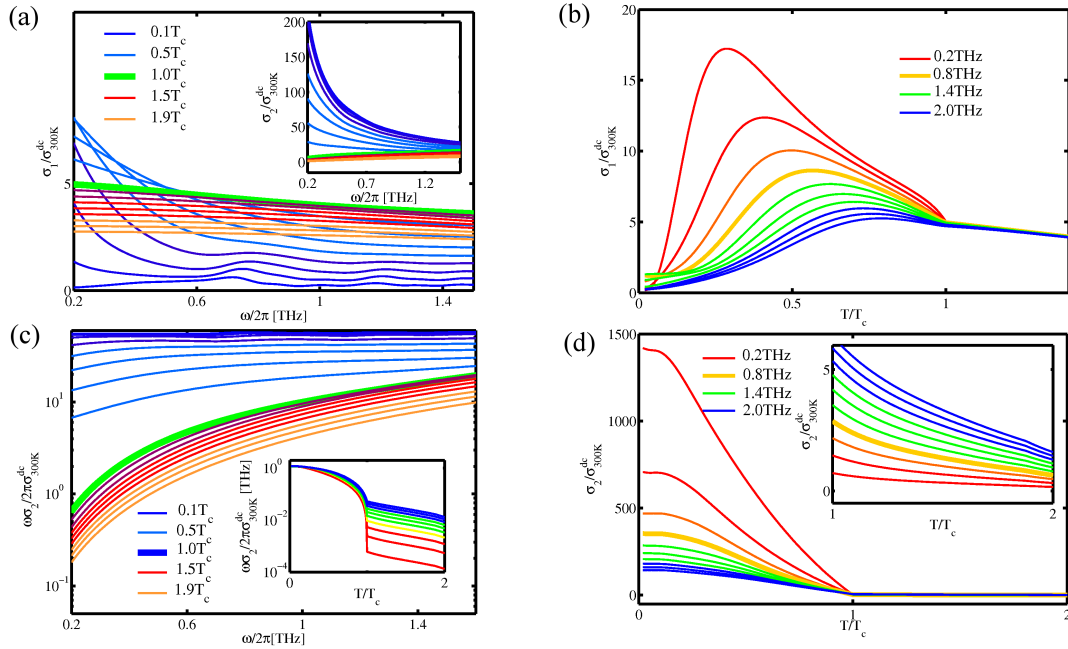 (a)
0.1T_c
0.5T_c
1.0T_c
1.5T_c
1.9T_c
σ_1/σ^dc_300K
5
0
0.2
0.6
1
1.4
ω/2π [THz]
200
150
100
50
0
σ_2/σ^dc_300K
0.2
0.7
1.2
ω/2π [THz]
(b)
20
15
10
5
0
σ_1/σ^dc_300K
0.2THz
0.8THz
1.4THz
2.0THz
0
0.5
1
T/T_c
(c)
10^1
10^0
10^-1
ωσ_2/2πσ^dc_300K
0.1T_c
0.5T_c
1.0T_c
1.5T_c
1.9T_c
0.2
0.6
1
1.4
ω/2π[THz]
10^0
10^-2
10^-4
ωσ_2/2πσ^dc_300K [THz]
0
1
2
T/T_c
(d)
1500
1000
500
0
σ_2/σ^dc_300K
0.2THz
0.8THz
1.4THz
2.0THz
0
1
2
T/T_c
5
0
σ_2/σ^dc_300K
1
2
T/T_c